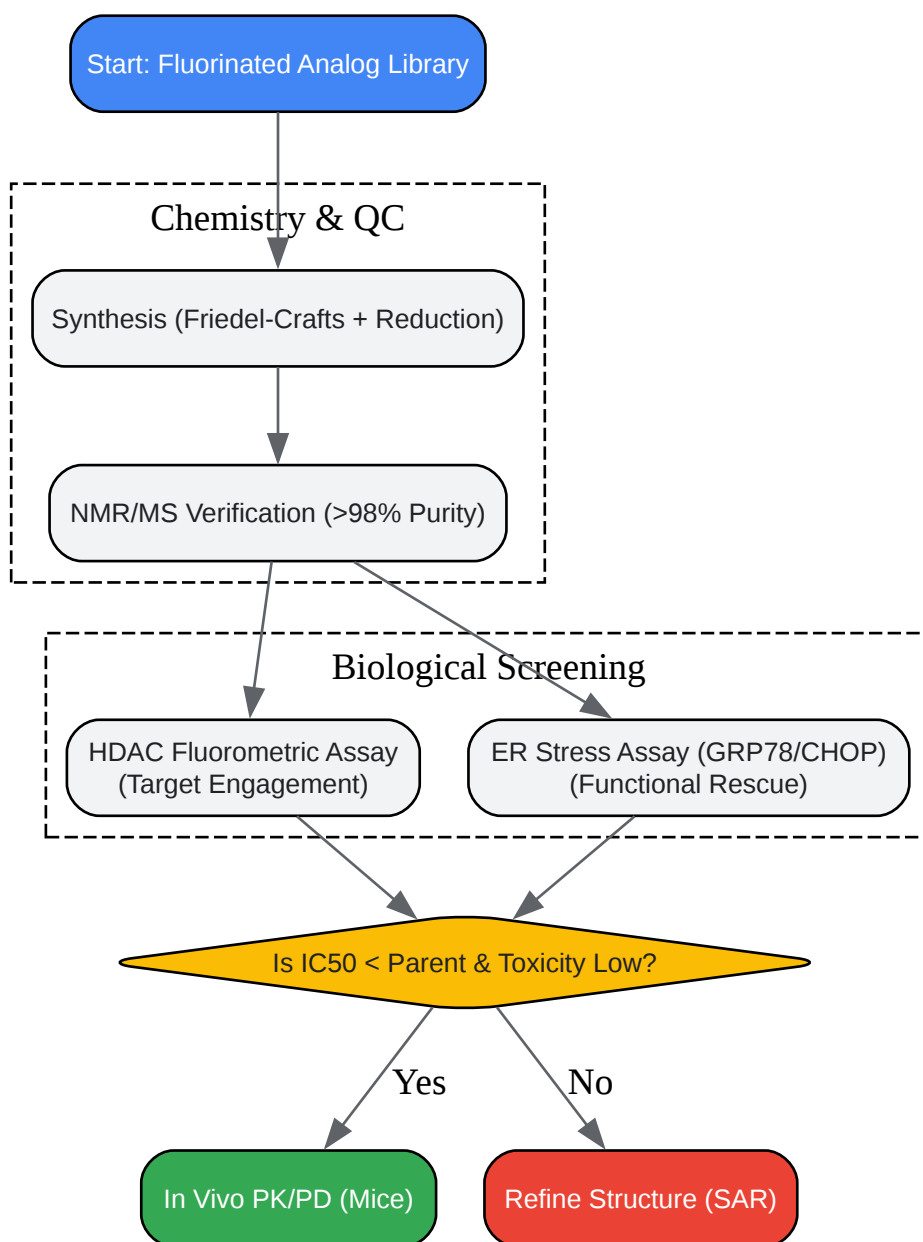 Start: Fluorinated Analog Library
Chemistry & QC
Synthesis (Friedel-Crafts + Reduction)
NMR/MS Verification (>98% Purity)
Biological Screening
HDAC Fluorometric Assay
(Target Engagement)
ER Stress Assay (GRP78/CHOP)
(Functional Rescue)
Is IC50 < Parent & Toxicity Low?
Yes
No
In Vivo PK/PD (Mice)
Refine Structure (SAR)